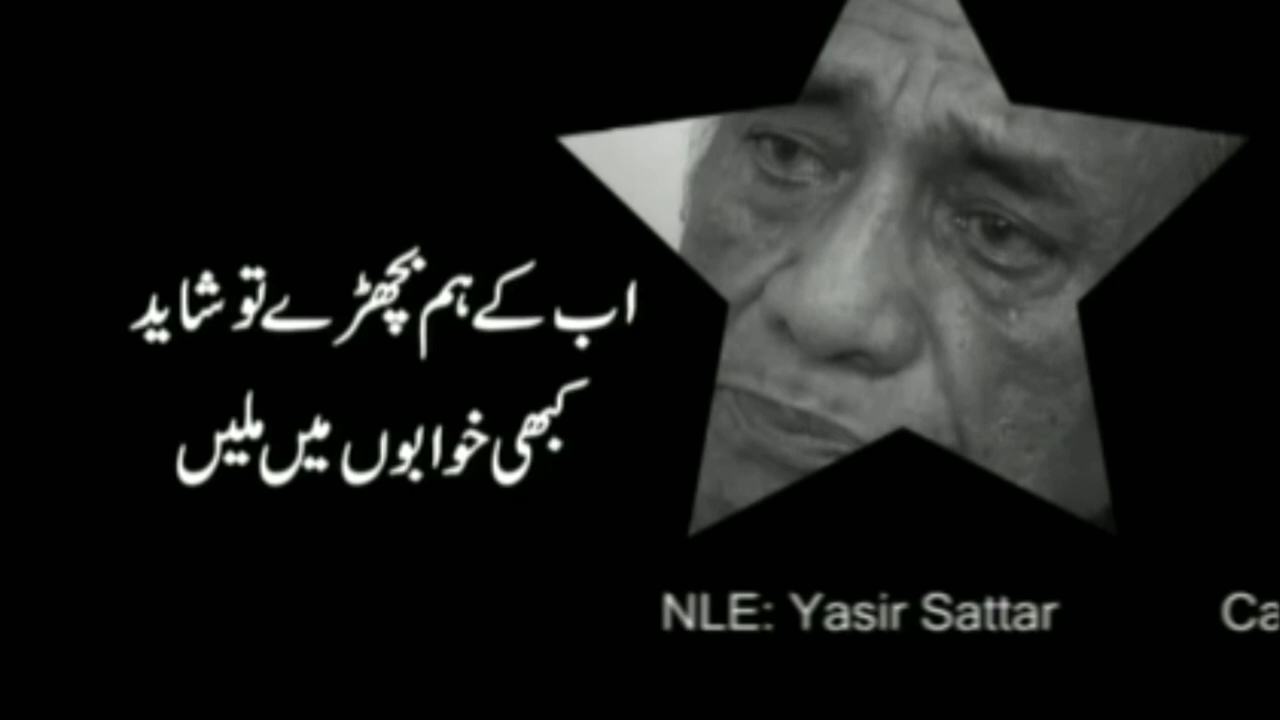 اب کے ہم بچھڑے تو شاید
کبھی خوابوں میں ملیں
NLE: Yasir Sattar